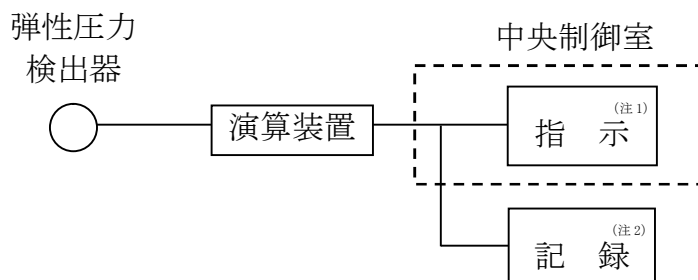 弾性圧力
検出器
中央制御室
演算装置
(注1)
指 示
(注2)
記 録